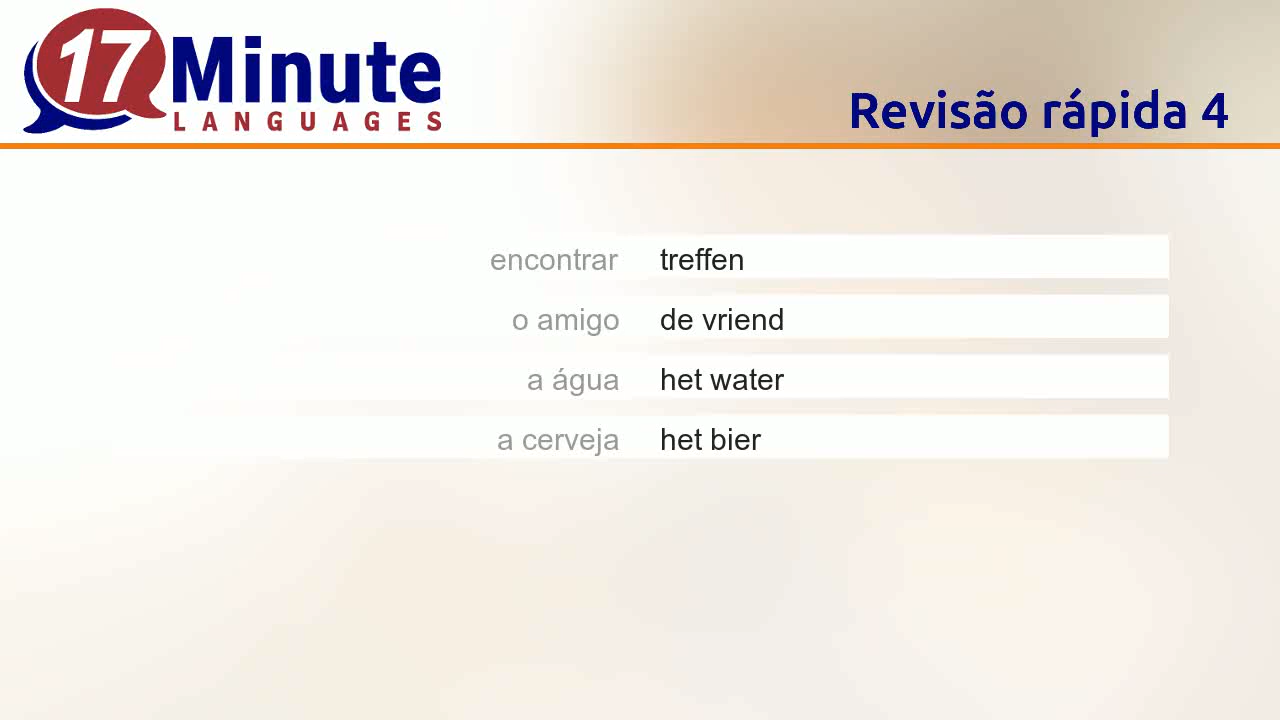 17 Minute
LANGUAGES
Revisão rápida 4
encontrar treffen
o amigo de vriend
a água het water
a cerveja het bier